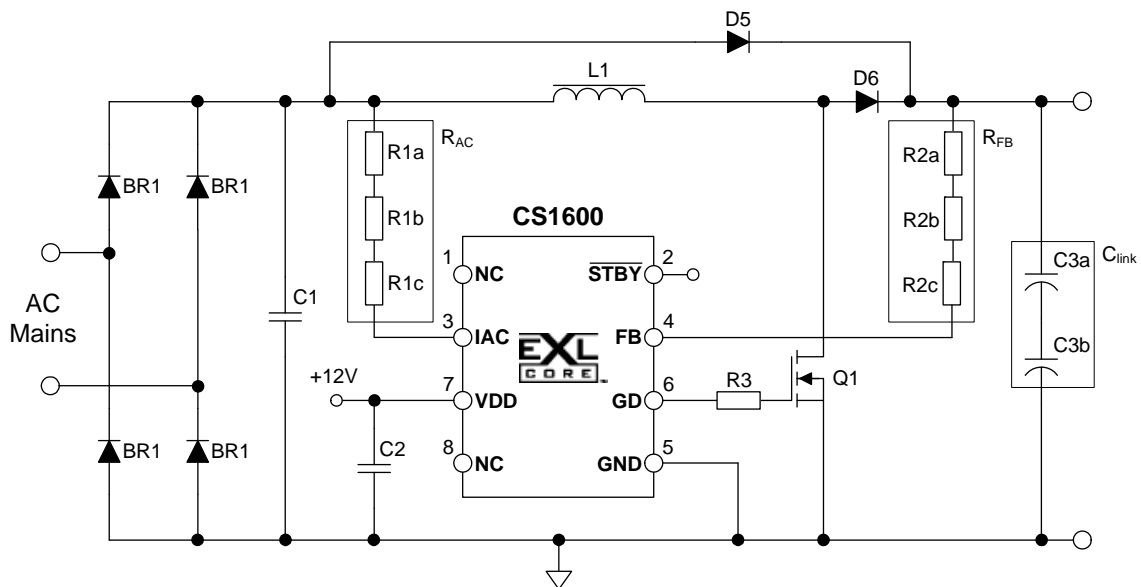 D5
L1
D6
R_AC
R_FB
R1a
R2a
BR1
BR1
CS1600
R1b
R2b
1
2
NC
STBY
C3a
C_link
R1c
R2c
AC
Mains
C1
3
4
IAC
EXL
CORE™
FB
C3b
+12V
7
6
R3
Q1
VDD
GD
BR1
BR1
C2
8
5
NC
GND